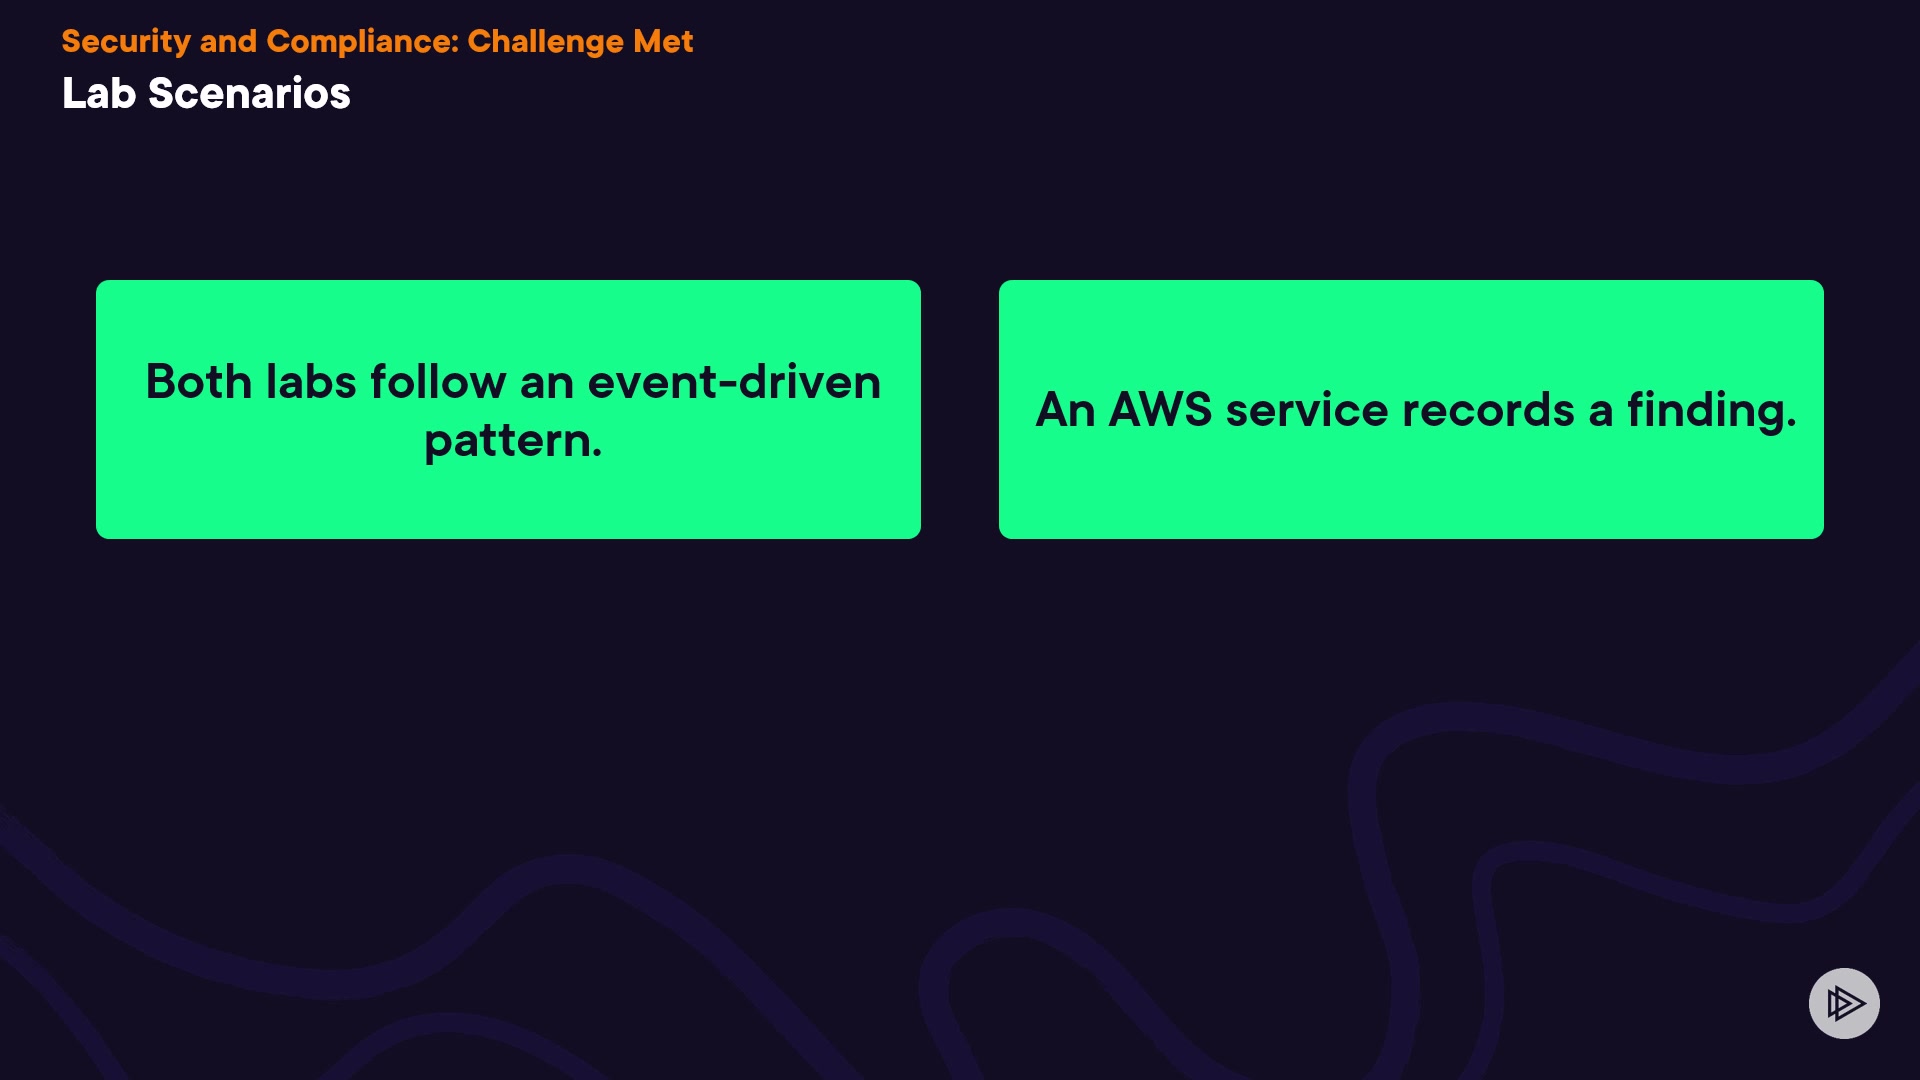 Security and Compliance: Challenge Met
Lab Scenarios
Both labs follow an event-driven
pattern.
An AWS service records a finding.